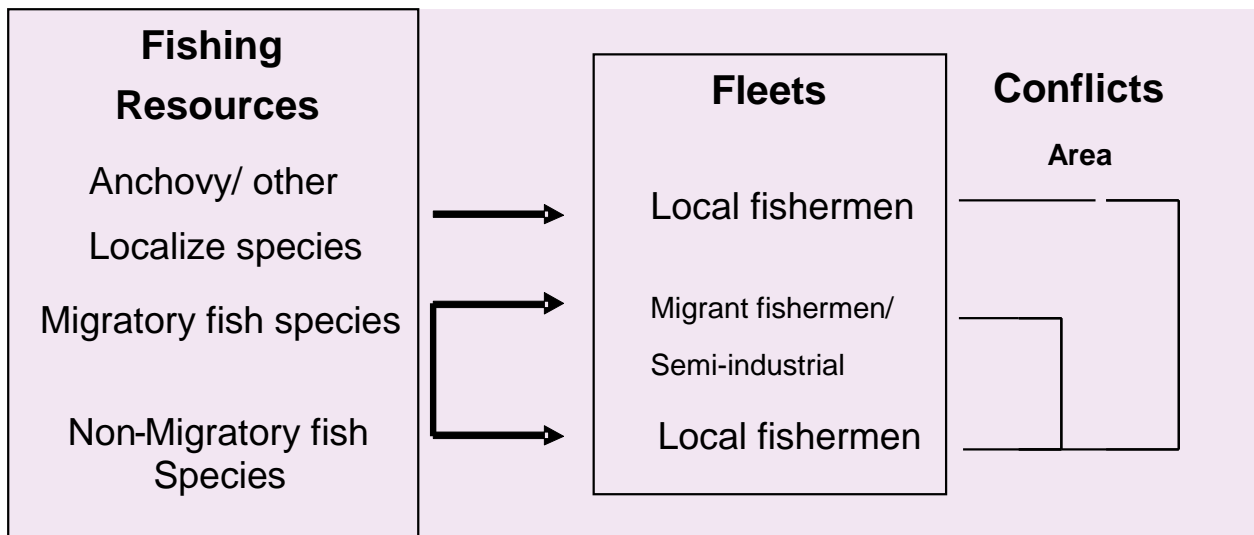 Fishing
Resources
Anchovy/ other
Localize species
Migratory fish species
Non-Migratory fish
Species
Fleets
Local fishermen
Migrant fishermen/
Semi-industrial
Local fishermen
Conflicts
Area